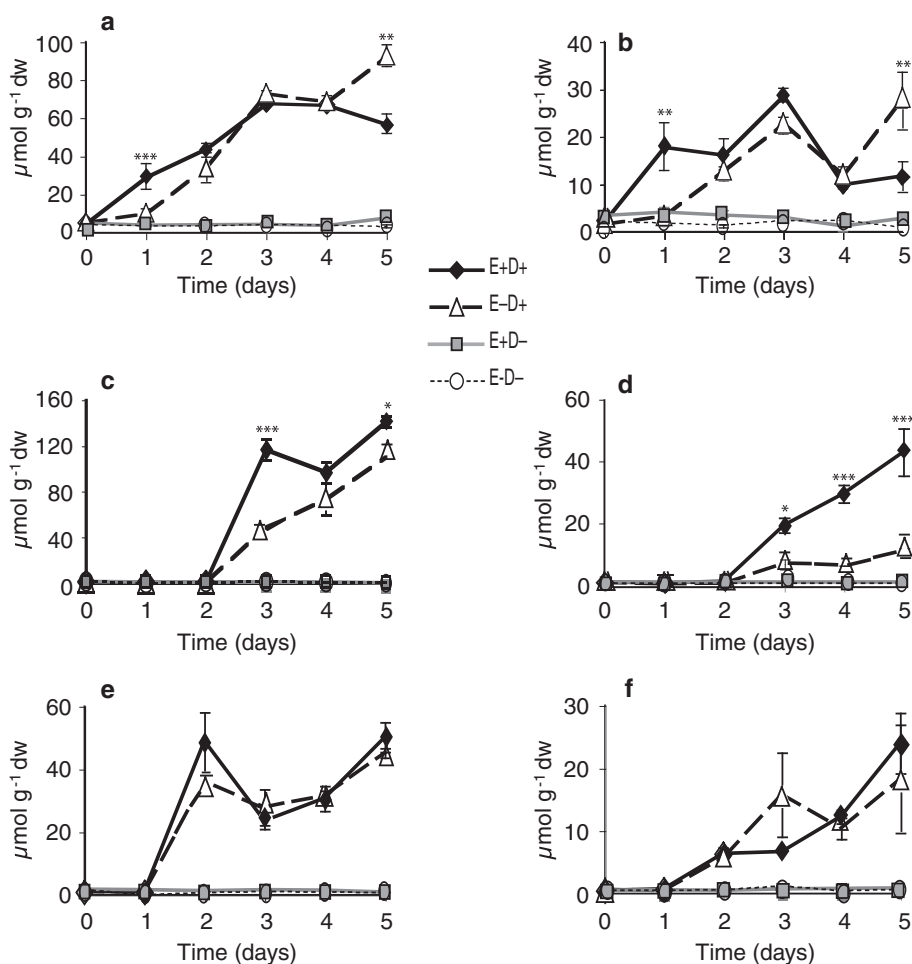 a
µmol g⁻¹ dw
100
80
60
40
20
0
***
**
0 1 2 3 4 5
Time (days)
b
µmol g⁻¹ dw
40
30
20
10
0
**
**
0 1 2 3 4 5
Time (days)
E+D+
E–D+
E+D–
E-D–
c
µmol g⁻¹ dw
160
120
80
40
0
***
*
0 1 2 3 4 5
Time (days)
d
µmol g⁻¹ dw
60
40
20
0
*
***
***
0 1 2 3 4 5
Time (days)
e
µmol g⁻¹ dw
60
40
20
0
0 1 2 3 4 5
Time (days)
f
µmol g⁻¹ dw
30
20
10
0
0 1 2 3 4 5
Time (days)